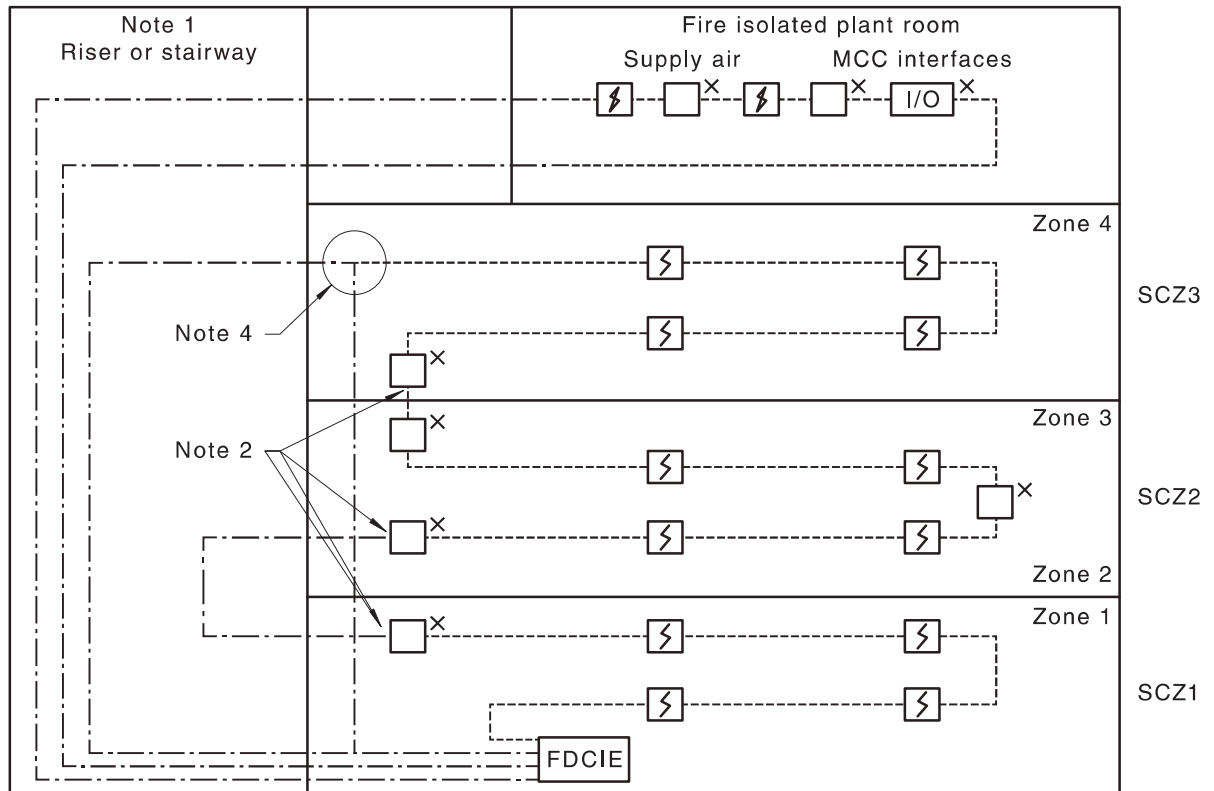 Note 1
Riser or stairway
Fire isolated plant room
Supply air
MCC interfaces
I/O
Zone 4
SCZ3
Note 4
Zone 3
Note 2
SCZ2
Zone 2
Zone 1
SCZ1
FDCIE